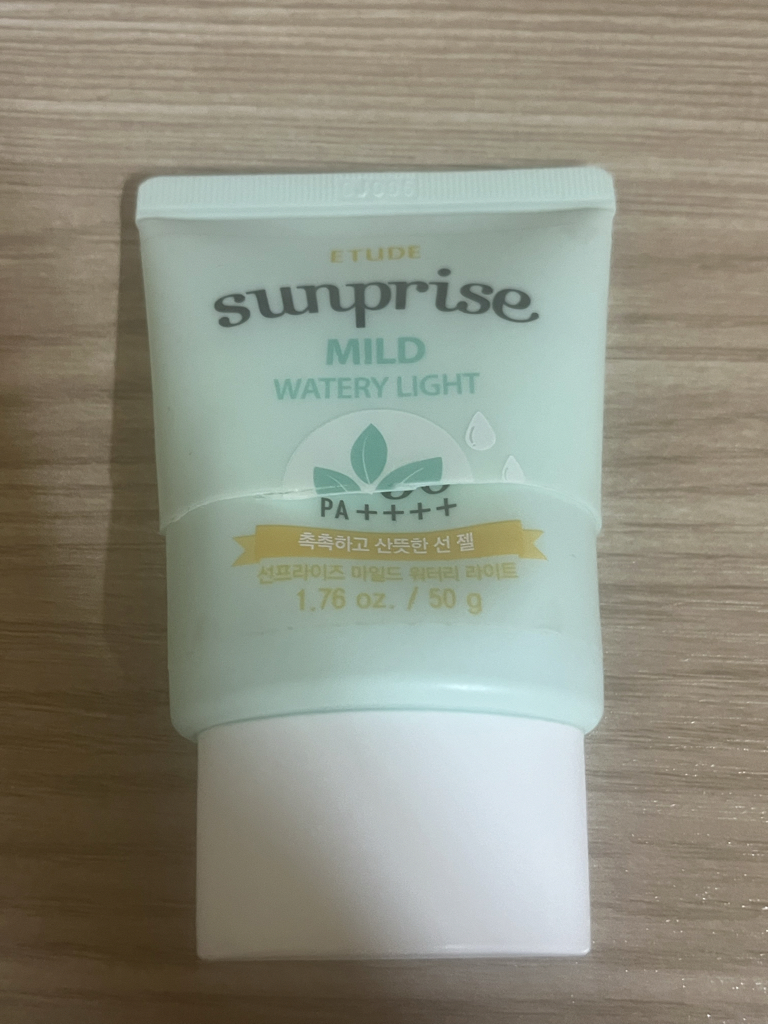 ETUDE
sunprise
MILD
WATERY LIGHT
PA++++
촉촉하고 산뜻한 선 젤
선프라이즈 마일드 워터리 라이트
1.76 oz. / 50 g